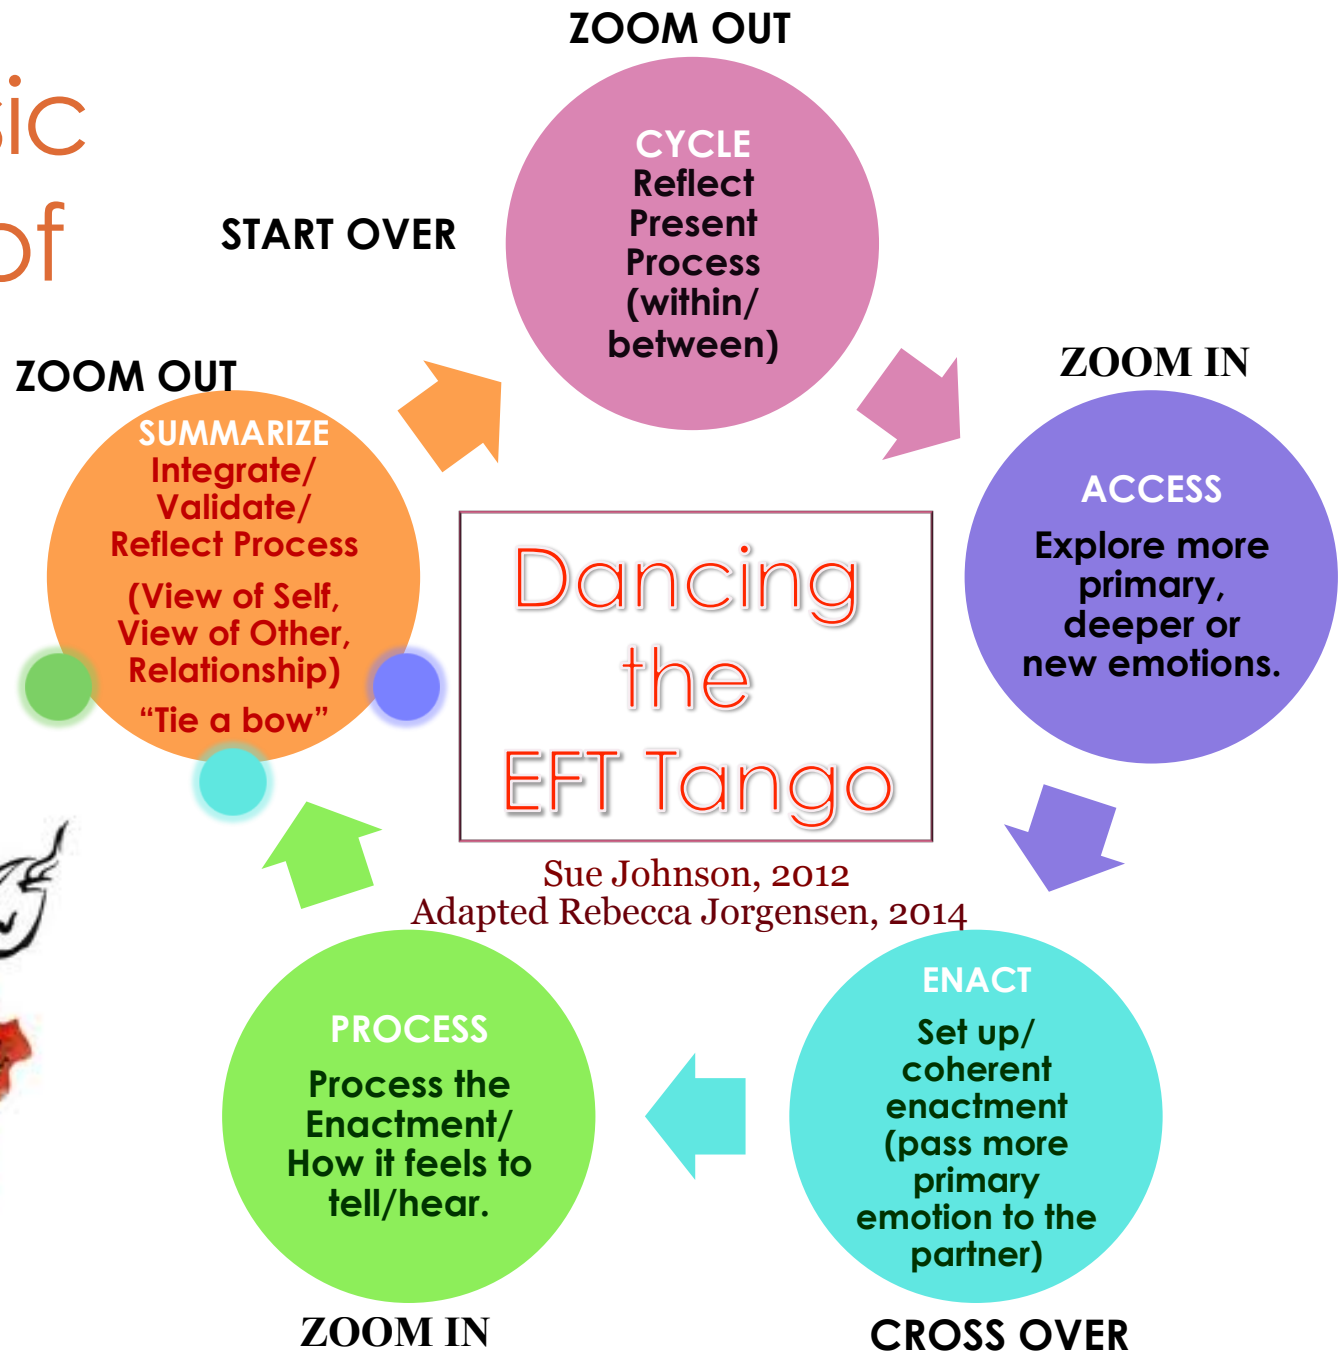 ZOOM OUT
sic
of
START OVER
CYCLE
Reflect
Present
Process
(within/
between)
ZOOM IN
ACCESS
Explore more
primary,
deeper or
new emotions.
CROSS OVER
ENACT
Set up/
coherent
enactment
(pass more
primary
emotion to the
partner)
ZOOM IN
PROCESS
Process the
Enactment/
How it feels to
tell/hear.
ZOOM OUT
SUMMARIZE
Integrate/
Validate/
Reflect Process
(View of Self,
View of Other,
Relationship)
“Tie a bow”
Dancing
the
EFT Tango
Sue Johnson, 2012
Adapted Rebecca Jorgensen, 2014